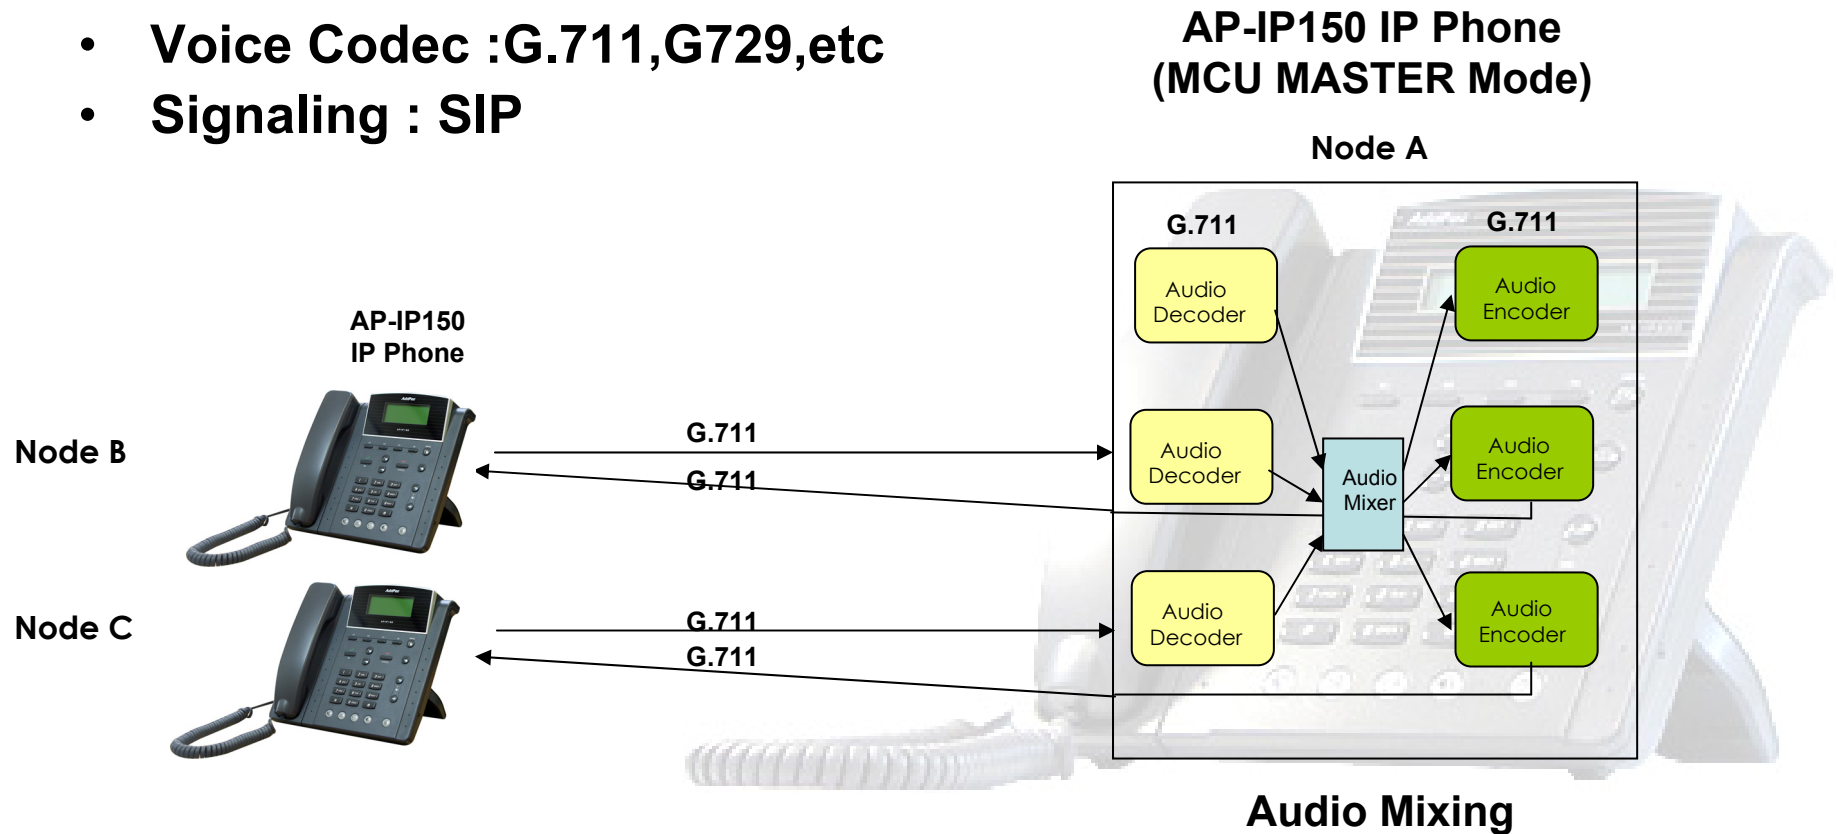 • Voice Codec :G.711,G729,etc
• Signaling : SIP
AP-IP150 IP Phone
(MCU MASTER Mode)
Node A
G.711
G.711
Audio
Decoder
Audio
Encoder
AP-IP150
IP Phone
Node B
G.711
G.711
Audio
Decoder
Audio
Mixer
Audio
Encoder
Node C
G.711
G.711
Audio
Decoder
Audio
Encoder
Audio Mixing